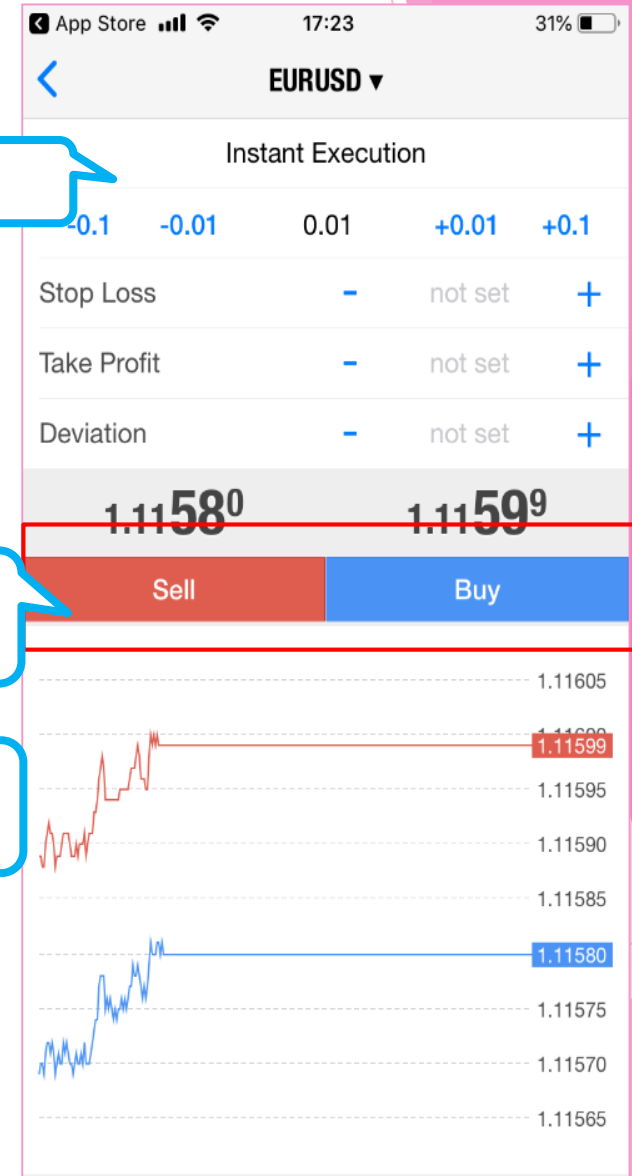 App Store 17:23 31%
EURUSD ▾
Instant Execution
-0.1 -0.01 0.01 +0.01 +0.1
Stop Loss - not set +
Take Profit - not set +
Deviation - not set +
1.11580 1.11599
Sell Buy
1.11605
1.11599
1.11595
1.11590
1.11585
1.11580
1.11575
1.11570
1.11565